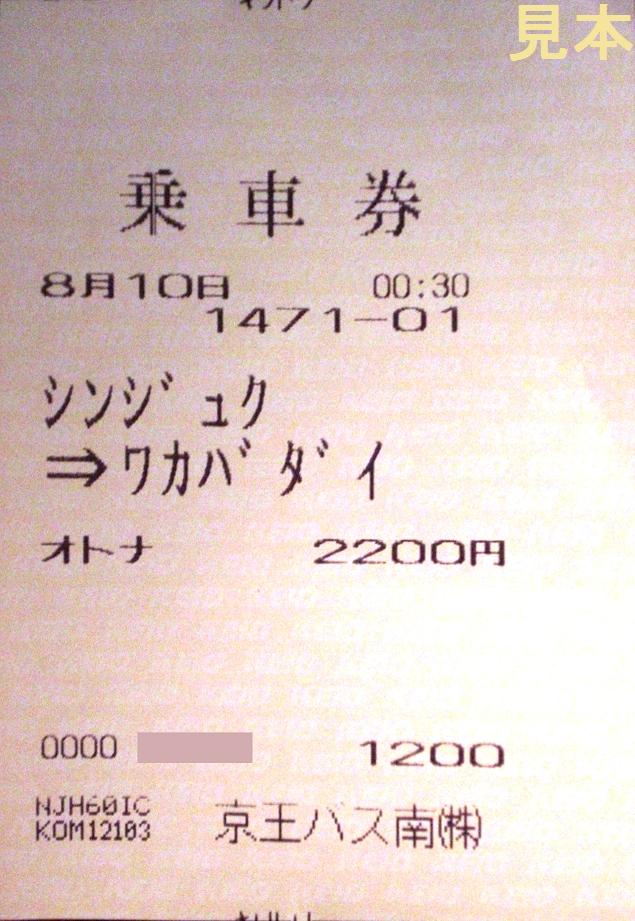 見本
乗車券
8月10日 00:30
1471-01
シンジュク
⇒ワカバダイ
オトナ 2200円
0000 1200
NJH60IC
KOM12103
京王バス南(株)